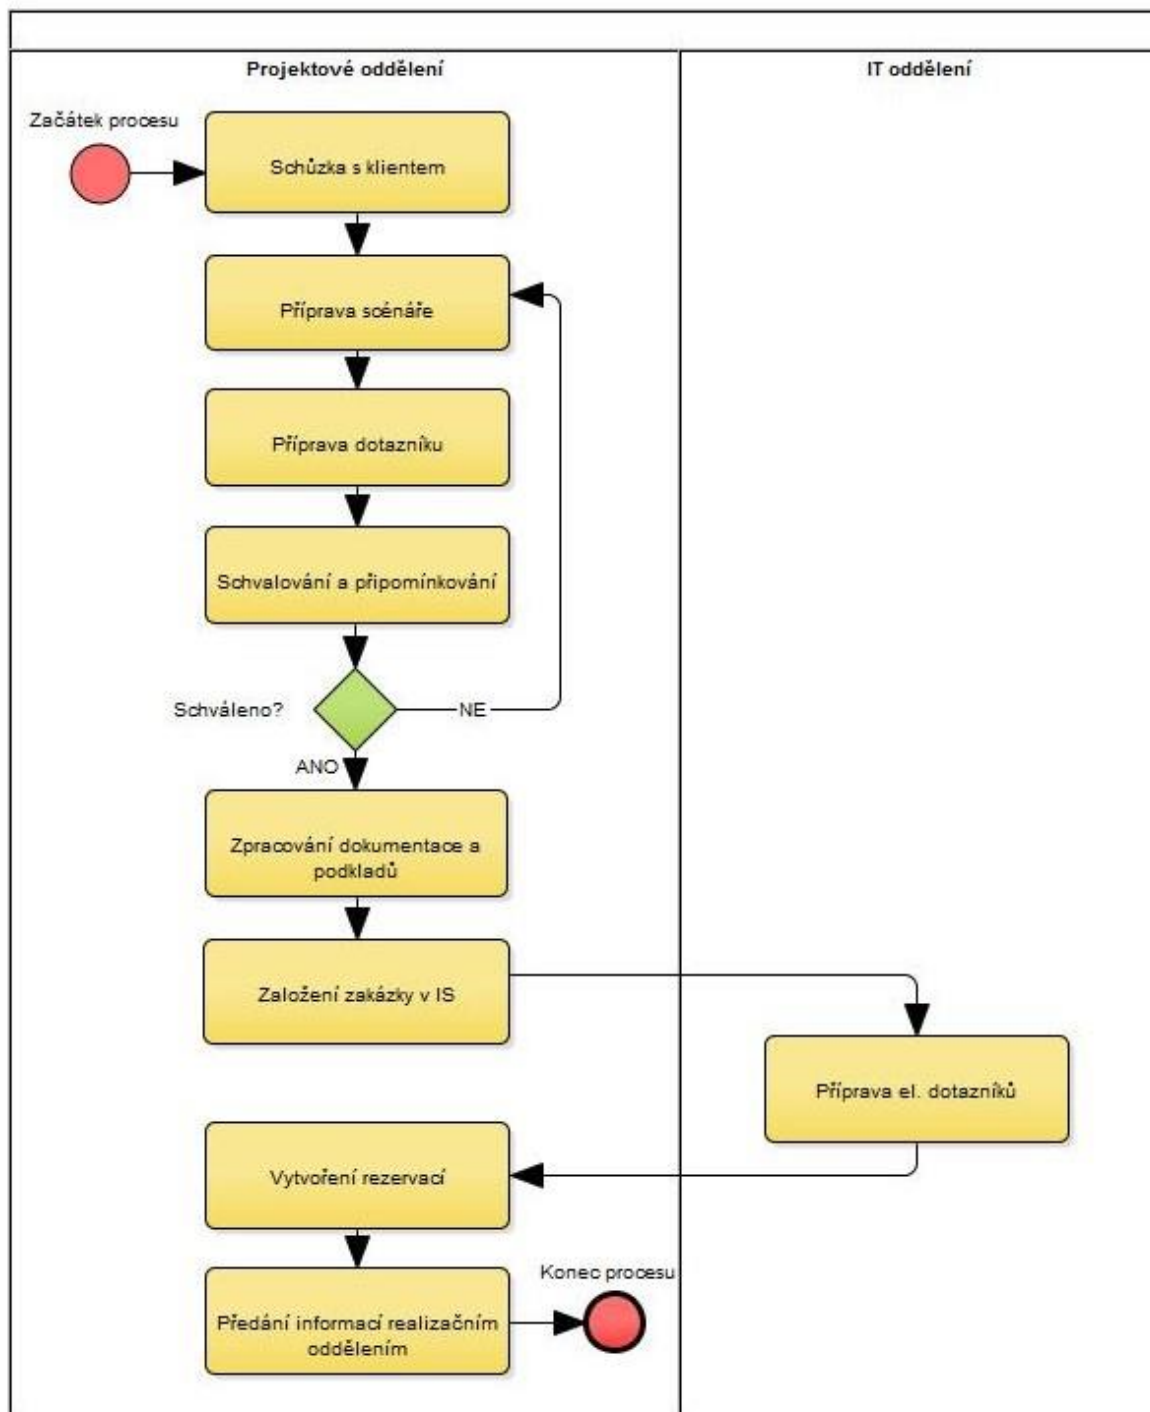 Projektové oddělení
IT oddělení
Začátek procesu
Schůzka s klientem
Příprava scénáře
Příprava dotazníku
Schvalování a připomínkování
Schváleno?
NE
ANO
Zpracování dokumentace a
podkladů
Založení zakázky v IS
Příprava el. dotazníků
Vytvoření rezervací
Konec procesu
Předání informací realizačním
oddělením